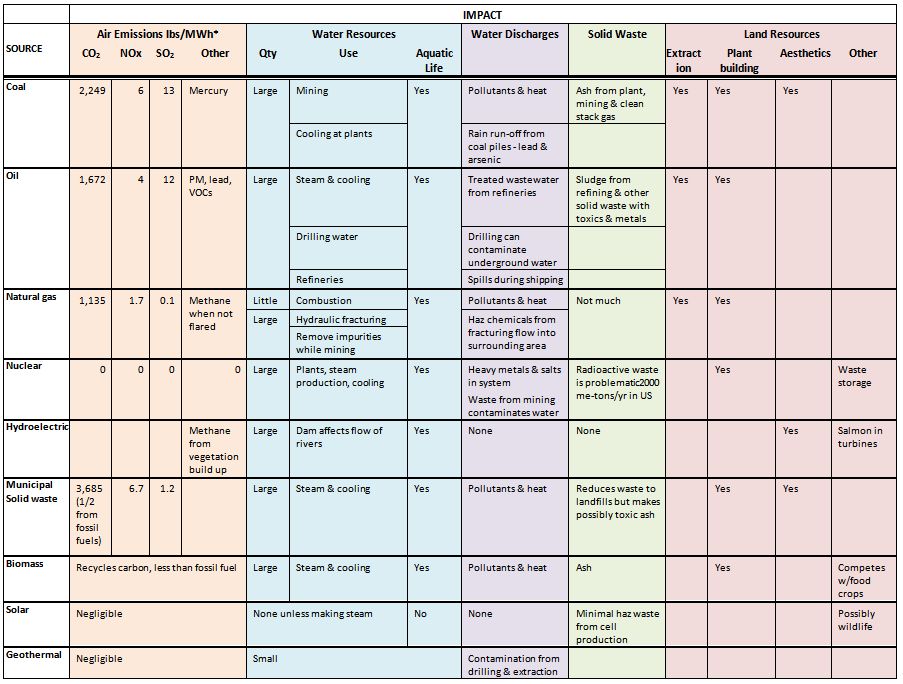 IMPACT
SOURCE
Air Emissions lbs/MWh*
Water Resources
Water Discharges
Solid Waste
Land Resources
CO₂ NOx SO₂ Other
Qty Use Aquatic
Life
Extract
ion
Plant
building
Aesthetics Other
Coal
2,249 6 13 Mercury
Large Mining Yes
Pollutants & heat
Ash from plant,
mining & clean
stack gas
Yes Yes Yes
Cooling at plants
Rain run-off from
coal piles - lead &
arsenic
Oil
1,672 4 12 PM, lead,
VOCs
Large Steam & cooling Yes
Treated wastewater
from refineries
Sludge from
refining & other
solid waste with
toxics & metals
Yes Yes
Drilling water
Drilling can
contaminate
underground water
Refineries
Spills during shipping
Natural gas
1,135 1.7 0.1 Methane
when not
flared
Little Combustion Yes
Pollutants & heat
Not much
Yes Yes
Large Hydraulic fracturing
Remove impurities
while mining
Haz chemicals from
fracturing flow into
surrounding area
Nuclear
0 0 0 0
Large Plants, steam
production, cooling
Yes
Heavy metals & salts
in system
Waste from mining
contaminates water
Radioactive waste
is problematic2000
me-tons/yr in US
Yes
Waste
storage
Hydroelectric
Methane
from
vegetation
build up
Large Dam affects flow of
rivers
Yes
None
None
Yes
Salmon in
turbines
Municipal
Solid waste
3,685
(1/2
from
fossil
fuels)
6.7 1.2
Large Steam & cooling Yes
Pollutants & heat
Reduces waste to
landfills but makes
possibly toxic ash
Yes Yes
Biomass
Recycles carbon, less than fossil fuel
Large Steam & cooling Yes
Pollutants & heat
Ash
Yes
Competes
w/food
crops
Solar
Negligible
None unless making steam No
None
Minimal haz waste
from cell
production
Possibly
wildlife
Geothermal
Negligible
Small
Contamination from
drilling & extraction